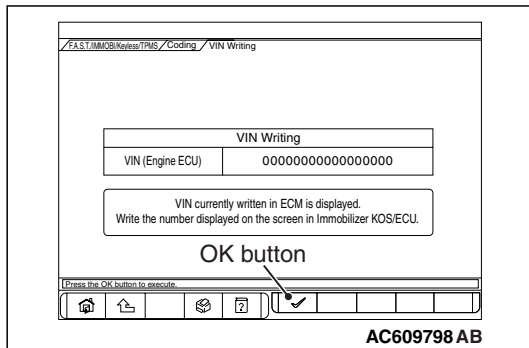 F.A.S.T./IMMOBI/Keyless/TPMS Coding VIN Writing
VIN Writing
VIN (Engine ECU) 00000000000000000
VIN currently written in ECM is displayed.
Write the number displayed on the screen in Immobilizer KOS/ECU.
OK button
Press the OK button to execute.
?
AC609798 AB